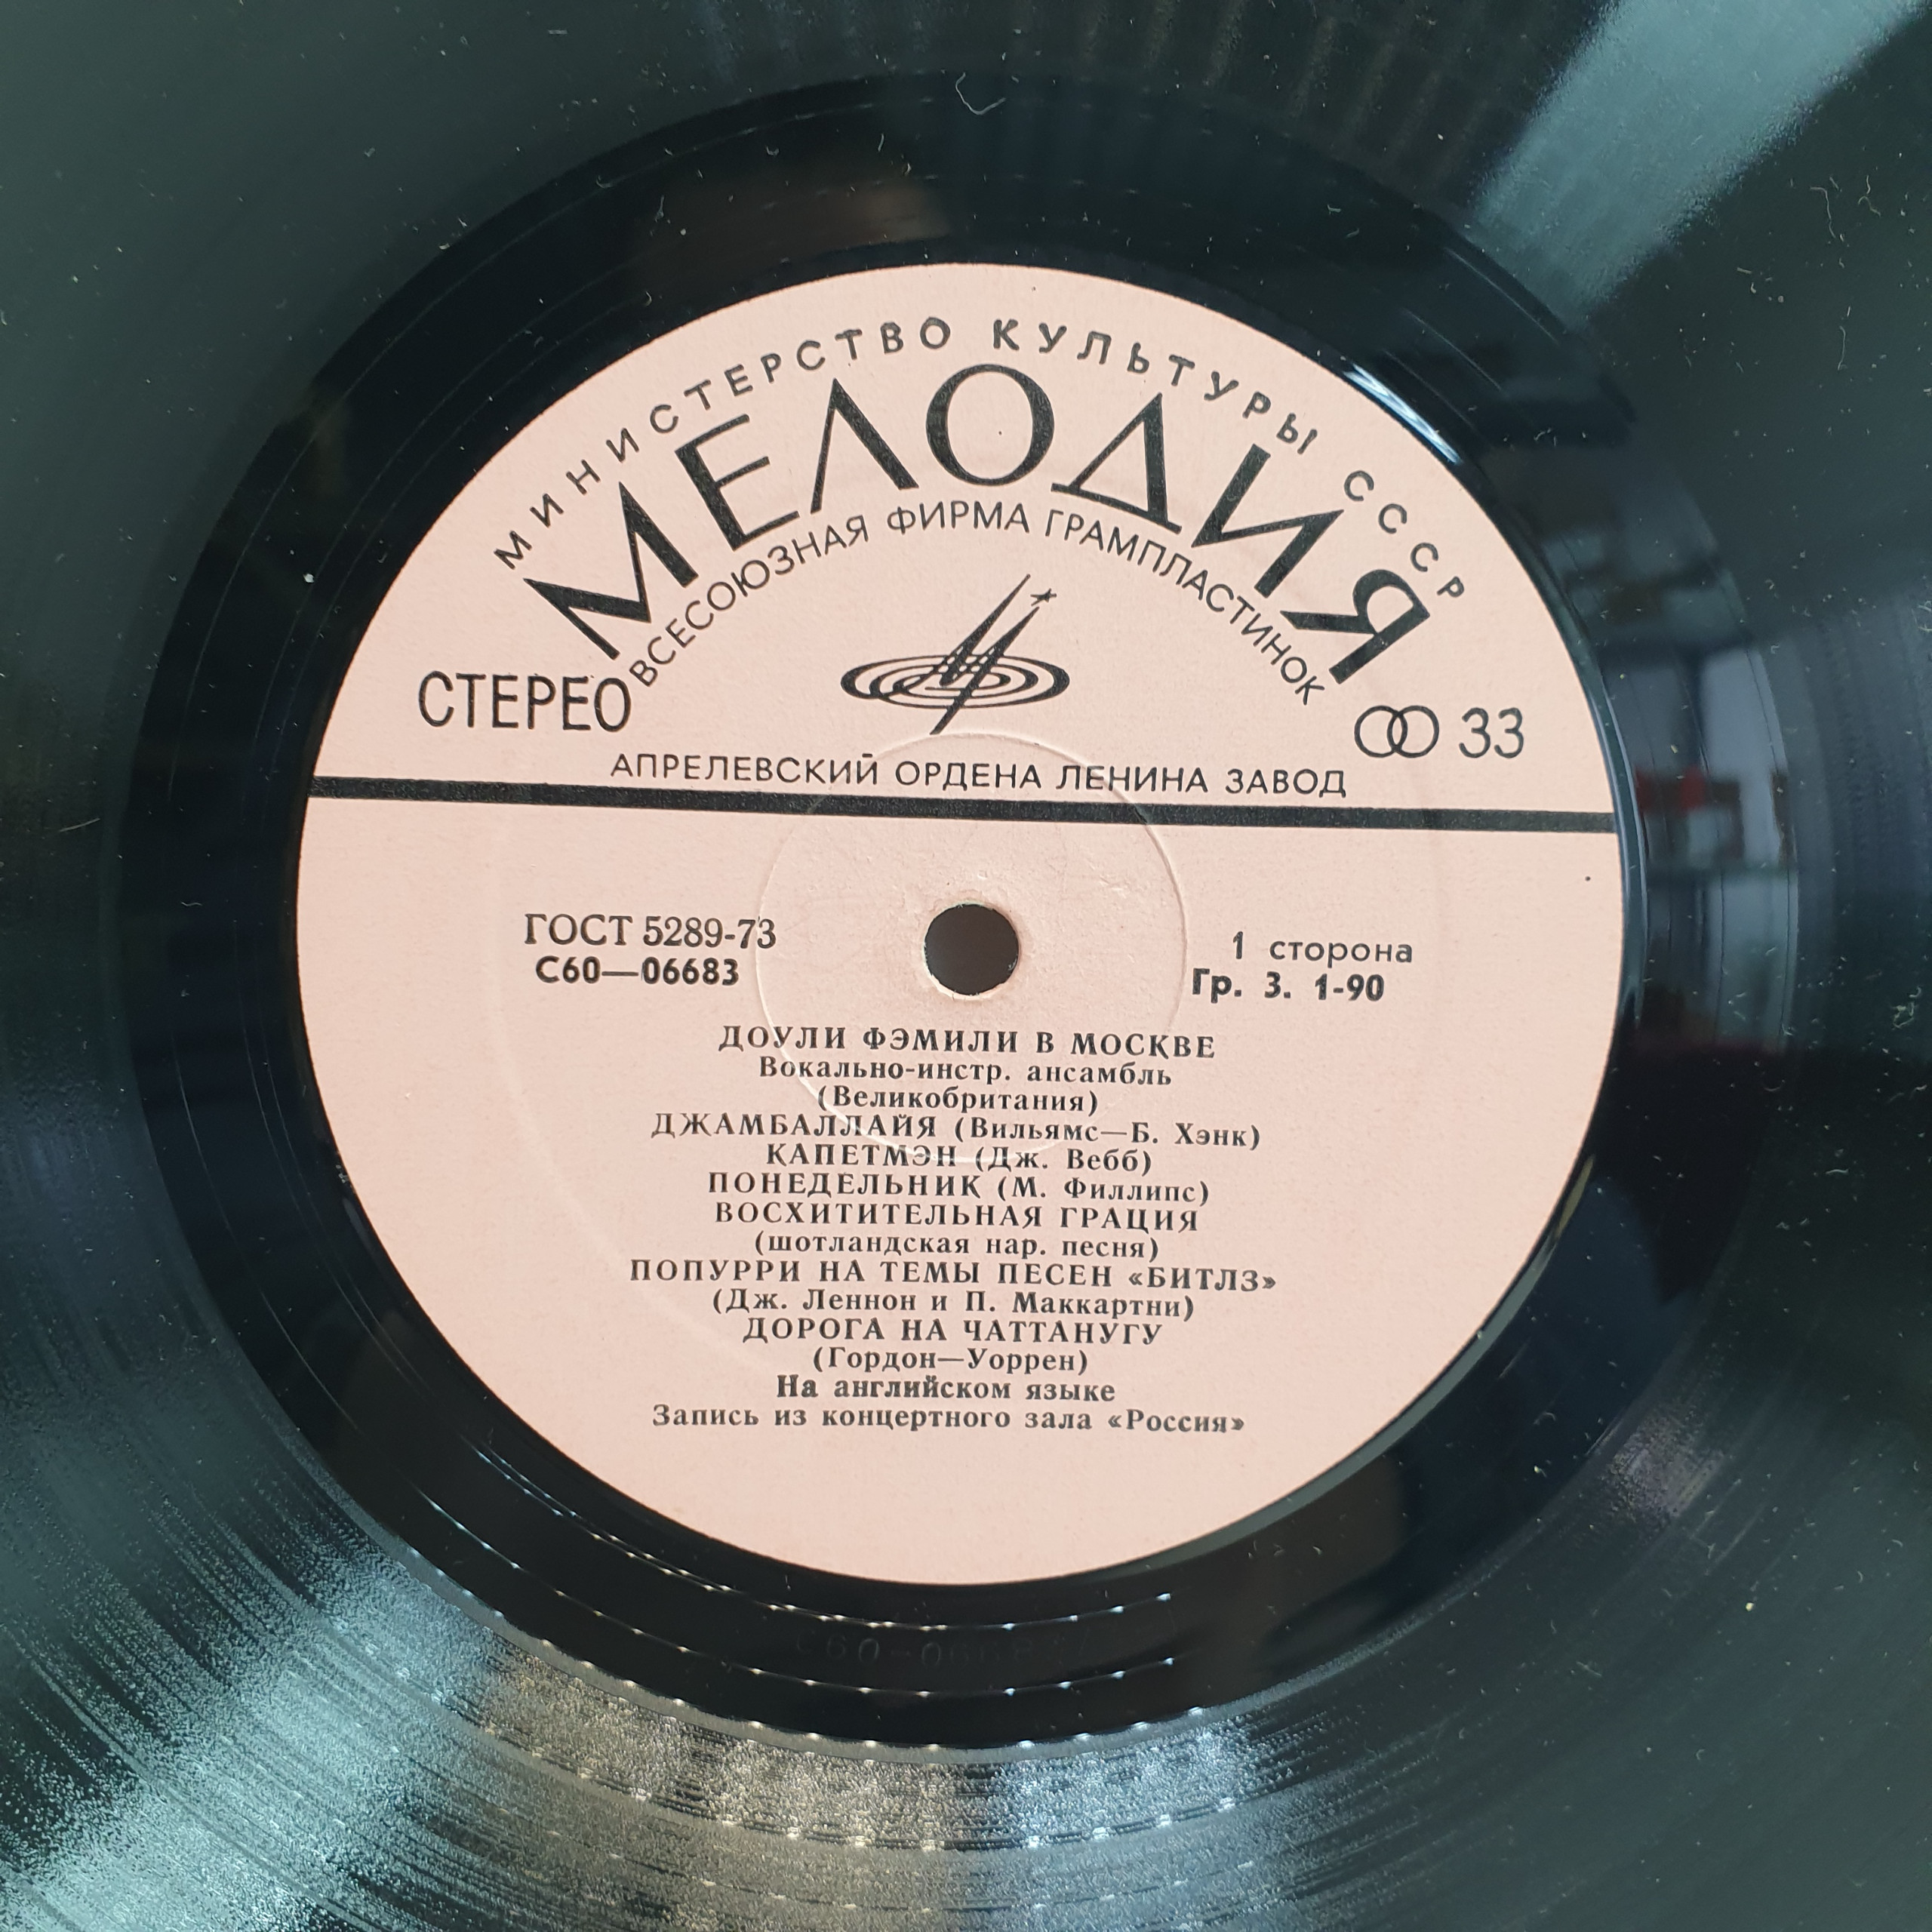 МИНИСТЕРСТВО КУЛЬТУРЫ СССР
МЕЛОДИЯ
ВСЕСОЮЗНАЯ ФИРМА ГРАМПЛАСТИНОК
СТЕРЕО
33
АПРЕЛЕВСКИЙ ОРДЕНА ЛЕНИНА ЗАВОД
ГОСТ 5289-73
С60—06683
1 сторона
Гр. 3. 1-90
ДОУЛИ ФЭМИЛИ В МОСКВЕ
Вокально-инстр. ансамбль
(Великобритания)
ДЖАМБАЛЛАЙЯ (Вильямс—Б. Хэнк)
КАПЕТМЭН (Дж. Вебб)
ПОНЕДЕЛЬНИК (М. Филлипс)
ВОСХИТИТЕЛЬНАЯ ГРАЦИЯ
(шотландская нар. песня)
ПОПУРРИ НА ТЕМЫ ПЕСЕН «БИТЛЗ»
(Дж. Леннон и П. Маккартни)
ДОРОГА НА ЧАТТАНУГУ
(Гордон—Уоррен)
На английском языке
Запись из концертного зала «Россия»